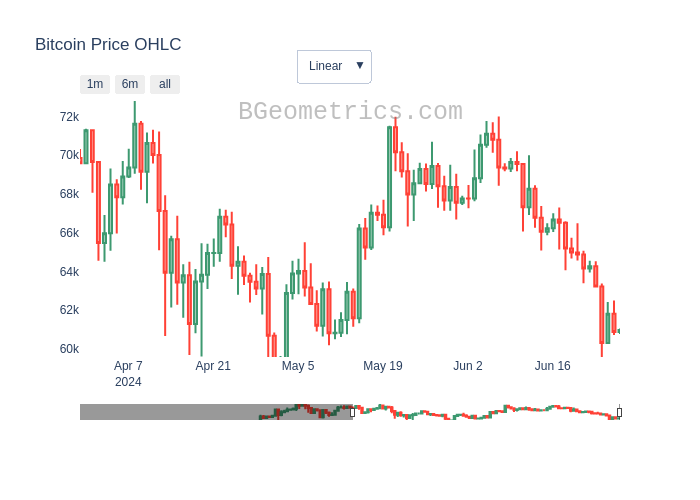 Bitcoin Price OHLC
Linear ▼
1m 6m all
BGeometrics.com
72k
70k
68k
66k
64k
62k
60k
Apr 7 Apr 21 May 5 May 19 Jun 2 Jun 16
2024